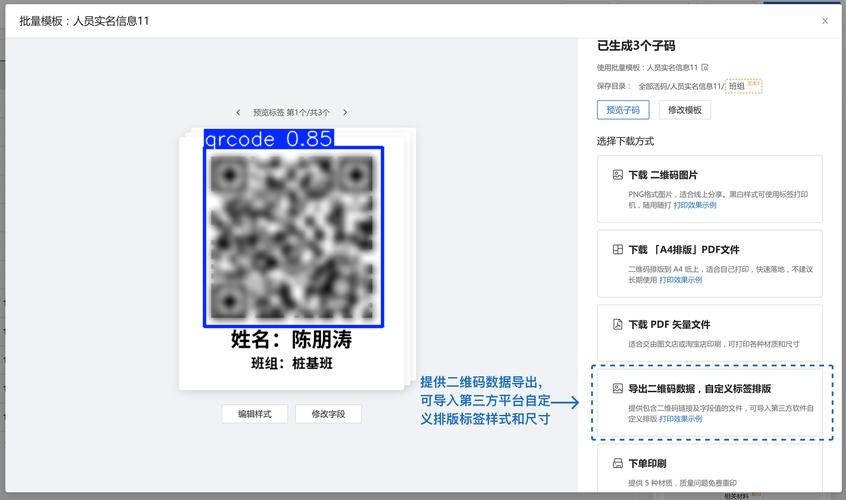 批量模板：人员实名信息11
预览标签 第1个/共3个
qrcode 0.85
姓名：陈朋涛
班组：桩基班
编辑样式
修改字段
提供二维码数据导出,
可导入第三方平台自定
义排版标签样式和尺寸
已生成3个子码
使用批量模板：人员实名信息11
保存目录： 全部活码/人员实名信息11/ 班组
预览子码
修改模板
选择下载方式
下载 二维码图片
PNG格式图片，适合线上分享。黑白样式可使用标签打印
机，随用随打 打印效果示例
下载 「A4排版」PDF文件
二维码排版到 A4 纸上，适合自己打印，快速落地，不建议
长期使用 打印效果示例
下载 PDF 矢量文件
适合交由图文店或淘宝店印刷，可打印各种材质和尺寸
导出二维码数据，自定义标签排版
提供包含二维码链接及字段值的文件，可导入第三方软件自
定义排版 打印效果示例
下单印刷
提供 5 种材质，质量问题免费重印
相关材料